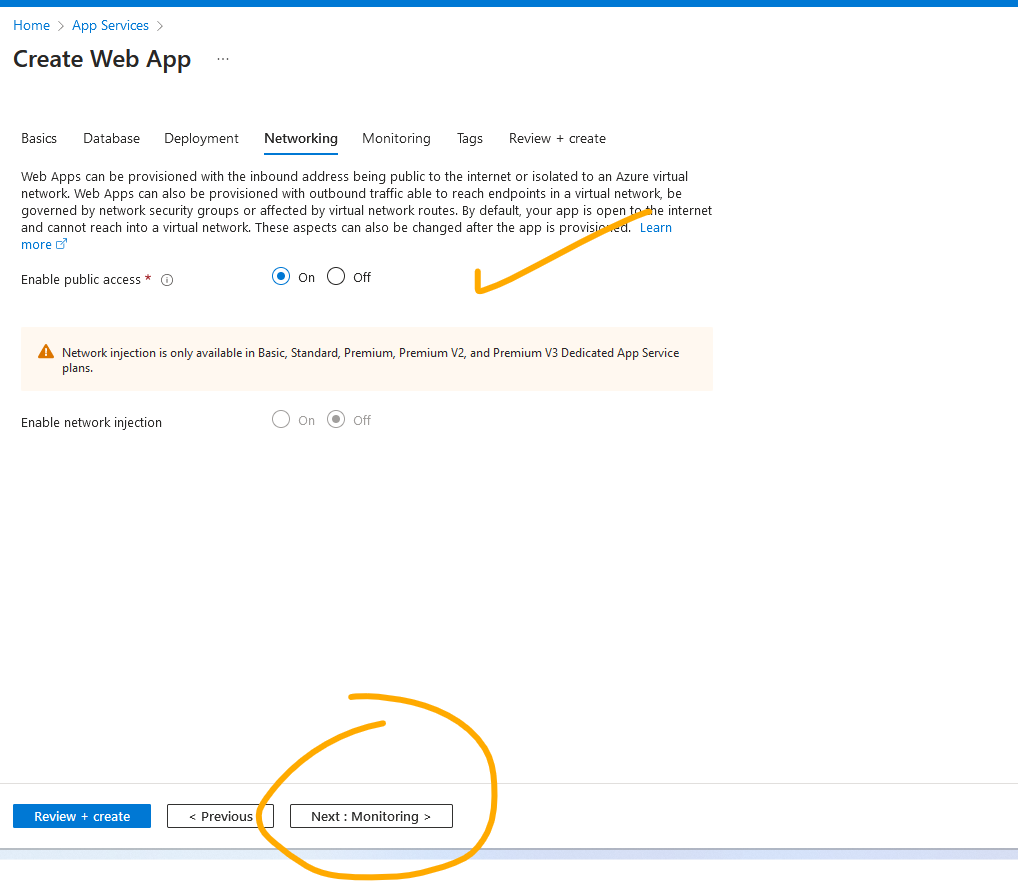 Home > App Services >
Create Web App ...
Basics Database Deployment Networking Monitoring Tags Review + create
Web Apps can be provisioned with the inbound address being public to the internet or isolated to an Azure virtual
network. Web Apps can also be provisioned with outbound traffic able to reach endpoints in a virtual network, be
governed by network security groups or affected by virtual network routes. By default, your app is open to the internet
and cannot reach into a virtual network. These aspects can also be changed after the app is provisioned. Learn
more
Enable public access * On Off
Network injection is only available in Basic, Standard, Premium, Premium V2, and Premium V3 Dedicated App Service
plans.
Enable network injection On Off
Review + create < Previous Next : Monitoring >